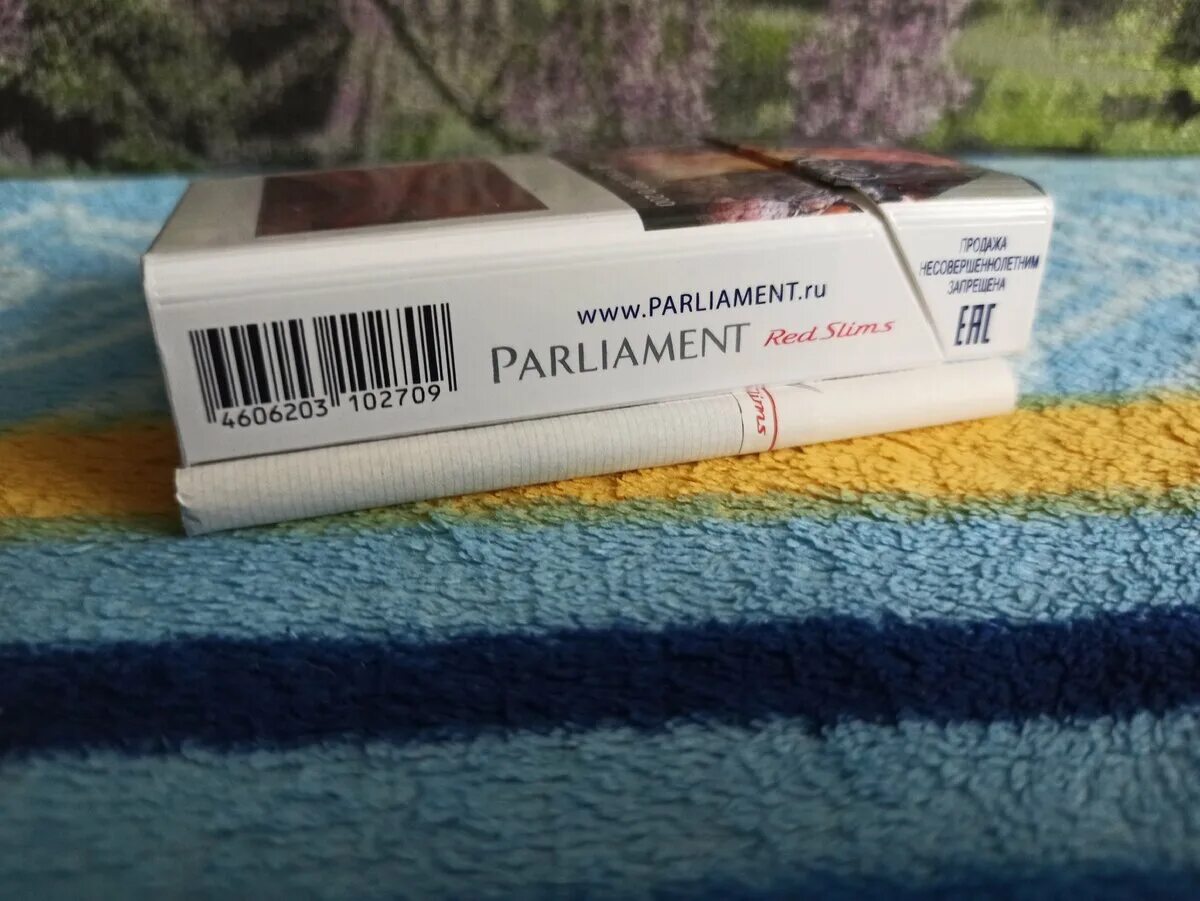 www.PARLIAMENT.ru
PARLIAMENT Red Slims
4606203 102709
ПРОДАЖА
НЕСОВЕРШЕННОЛЕТНИМ
ЗАПРЕЩЕНА
EAC